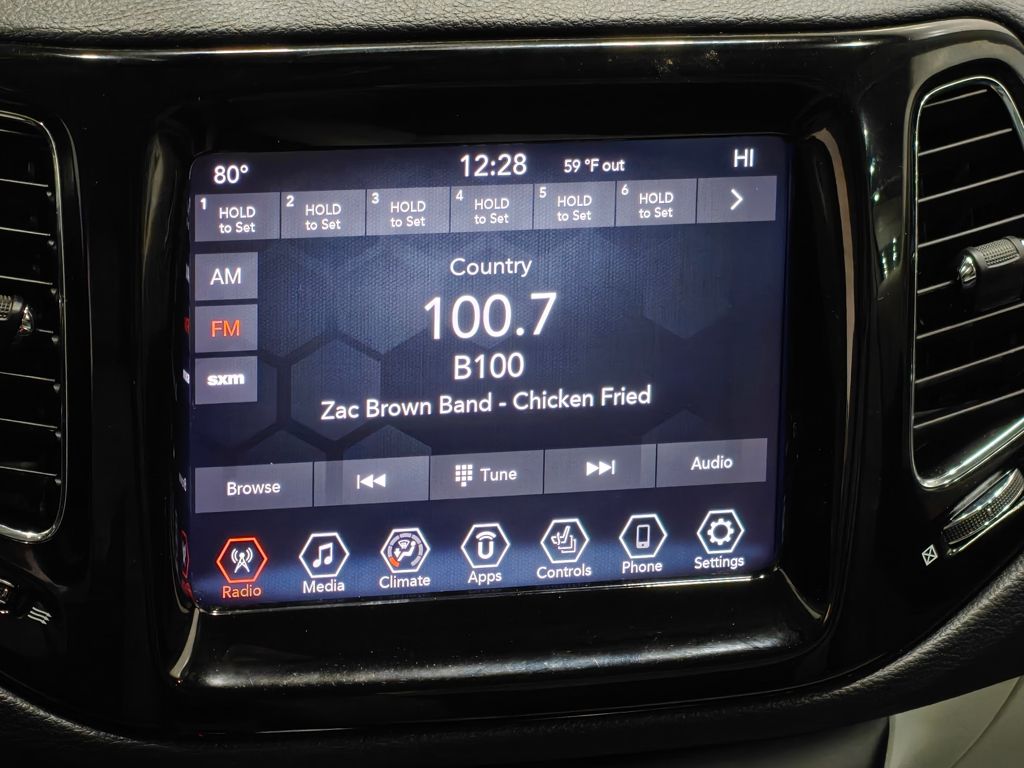 80° 12:28 59 °F out HI
1 HOLD to Set 2 HOLD to Set 3 HOLD to Set 4 HOLD to Set 5 HOLD to Set 6 HOLD to Set
AM
FM
sxm
Country
100.7
B100
Zac Brown Band - Chicken Fried
Browse Tune Audio
Radio Media Climate Apps Controls Phone Settings